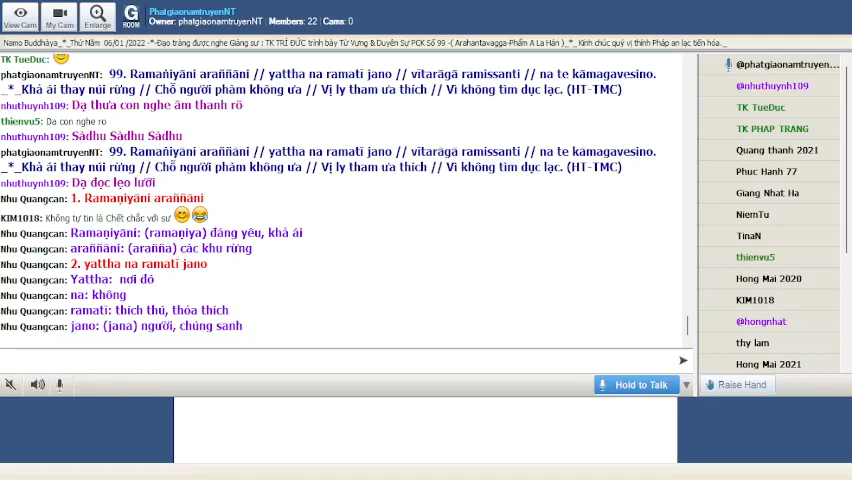 PhatgiaonamtruyenNT
Owner: phatgiaonamtruyenNT | Members: 22 | Cams: 0
View Cam
My Cam
Enlarge
G
ROOM
Namo Buddhàya_*_Thứ Năm 06/01 /2022 -*-Đạo tràng được nghe Giảng sư : TK TRÍ ĐỨC trình bày Từ Vựng & Duyên Sự PCK Số 99 -( Arahantavagga-Phẩm A La Hán )_*_ Kính chúc quý vị thính Pháp an lạc tiến hóa._
TK TueDuc:
phatgiaonamtruyenNT: 99. Ramaṇīyāni araññāni // yattha na ramatī jano // vītarāgā ramissanti // na te kāmagavesino.
_*_Khả ái thay núi rừng // Chỗ người phàm không ưa // Vị ly tham ưa thích // Vì không tìm dục lạc. (HT-TMC)
nhuthuynh109: Dạ thưa con nghe âm thanh rõ
thienvu5: Da con nghe ro
nhuthuynh109: Sàdhu Sàdhu Sàdhu
phatgiaonamtruyenNT: 99. Ramaṇīyāni araññāni // yattha na ramatī jano // vītarāgā ramissanti // na te kāmagavesino.
_*_Khả ái thay núi rừng // Chỗ người phàm không ưa // Vị ly tham ưa thích // Vì không tìm dục lạc. (HT-TMC)
nhuthuynh109: Dạ đọc lẹo lưỡi
Nhu Quangcan: 1. Ramaṇīyāni araññāni
KIM1018: Không tự tin là Chết chắc với sư
Nhu Quangcan: Ramaṇīyāni: (ramaṇīya) đáng yêu, khả ái
Nhu Quangcan: araññāni: (arañña) các khu rừng
Nhu Quangcan: 2. yattha na ramatī jano
Nhu Quangcan: Yattha: nơi đó
Nhu Quangcan: na: không
Nhu Quangcan: ramatī: thích thú, thỏa thích
Nhu Quangcan: jano: (jana) người, chúng sanh
Hold to Talk
@phatgiaonamtruyen...
@nhuthuynh109
TK TueDuc
TK PHAP TRANG
Quang thanh 2021
Phuc Hanh 77
Giang Nhat Ha
NiemTu
TinaN
thienvu5
Hong Mai 2020
KIM1018
@hongnhat
thy lam
Hong Mai 2021
Raise Hand